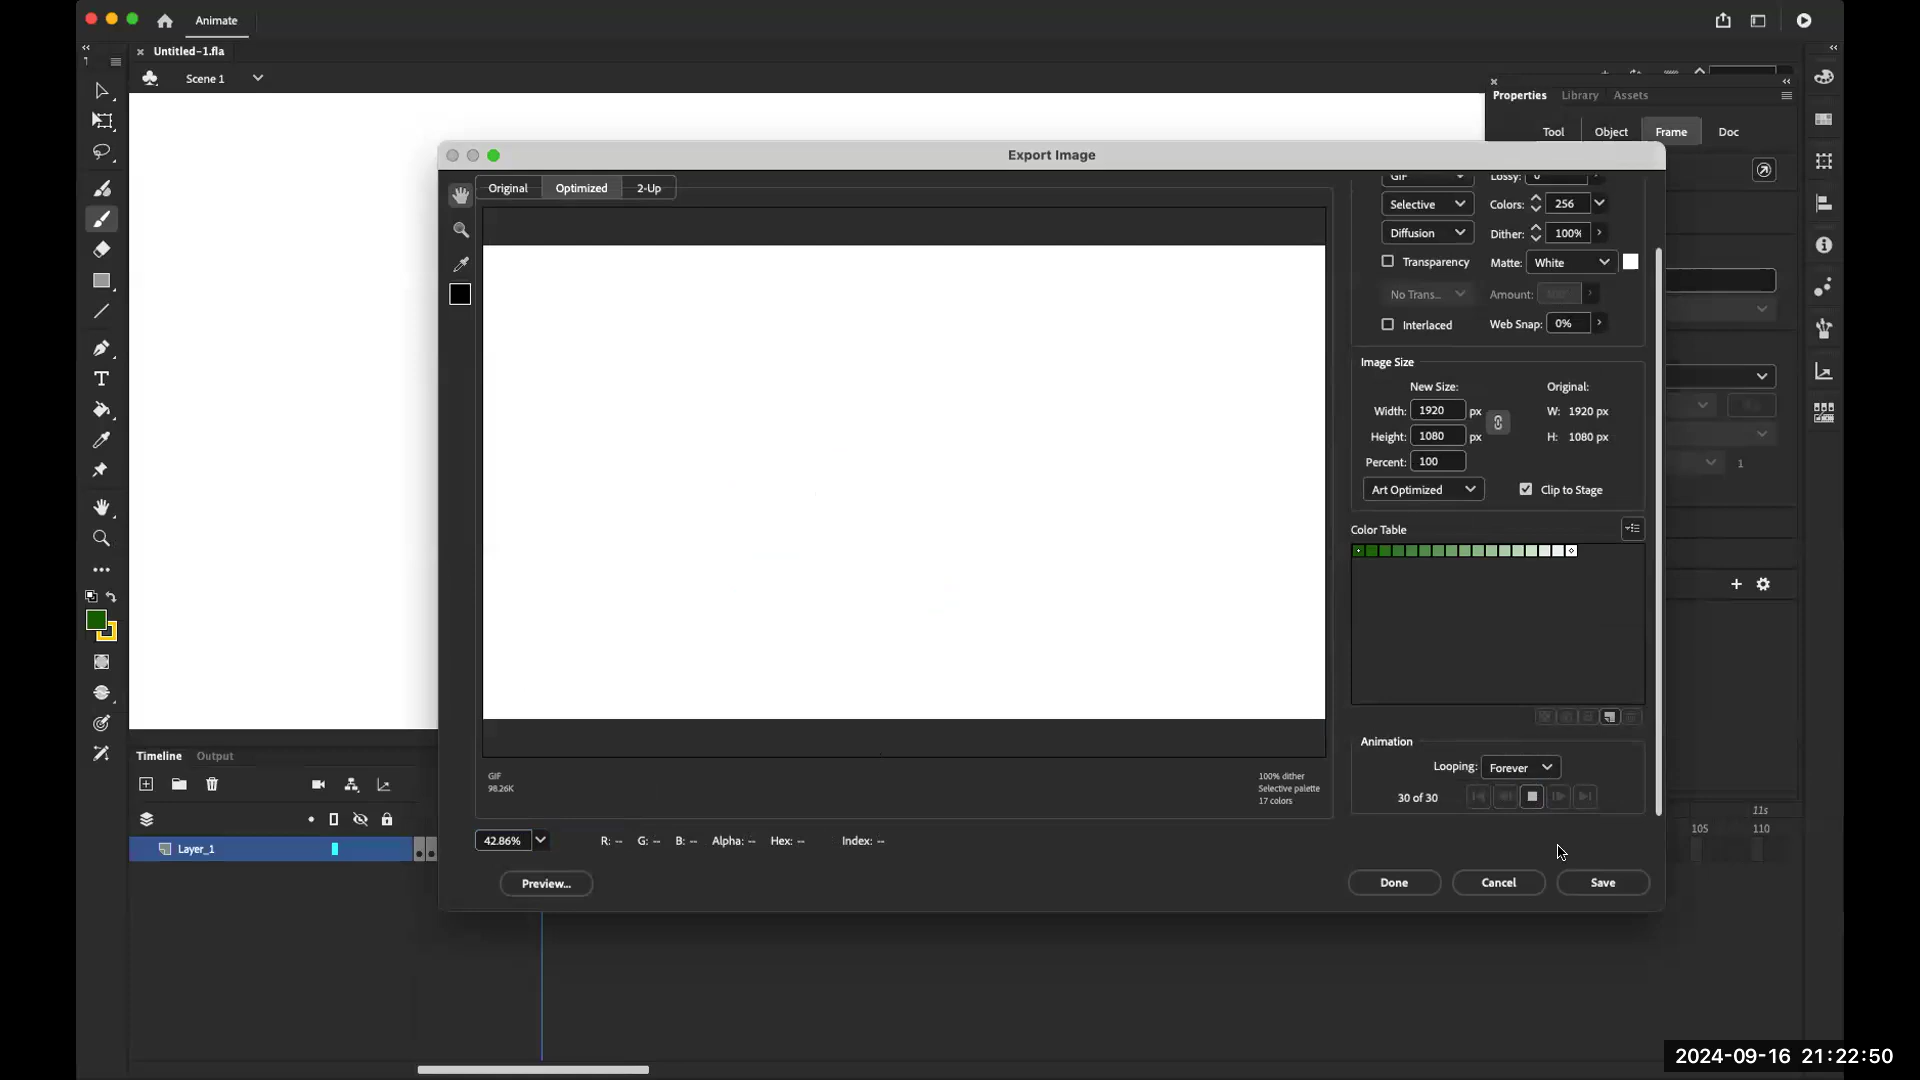 Animate
Untitled-1.fla
Scene 1
Properties Library Assets
Tool Object Frame Doc
Export Image
Original Optimized 2-Up
GIF Lossy: 0
Selective Colors: 256
Diffusion Dither: 100%
Transparency Matte: White
No Trans... Amount:
Interlaced Web Snap: 0%
Image Size
New Size: Original:
Width: 1920 px W: 1920 px
Height: 1080 px H: 1080 px
Percent: 100
Art Optimized Clip to Stage
1
Color Table
Animation
Looping: Forever
30 of 30
GIF
98.26K
100% dither
Selective palette
17 colors
Timeline Output
42.86% R: -- G: -- B: -- Alpha: -- Hex: -- Index: --
11s
105 110
Layer_1
Preview... Done Cancel Save
2024-09-16 21:22:50